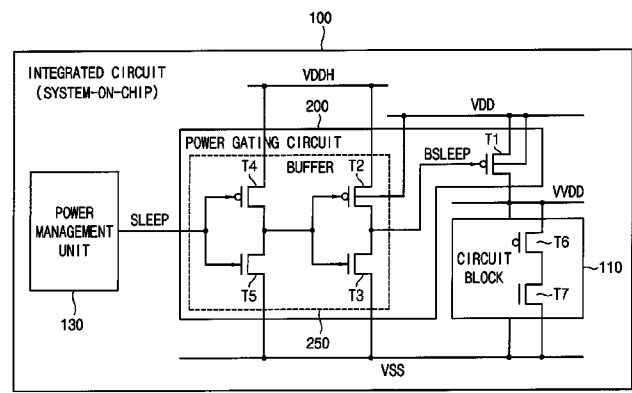 100
INTEGRATED CIRCUIT
(SYSTEM-ON-CHIP)
VDDH
200
VDD
POWER GATING CIRCUIT
T1
BUFFER
BSLEEP
T4
T2
VVDD
POWER
MANAGEMENT
UNIT
SLEEP
T6
CIRCUIT
BLOCK
110
T5
T3
T7
130
250
VSS